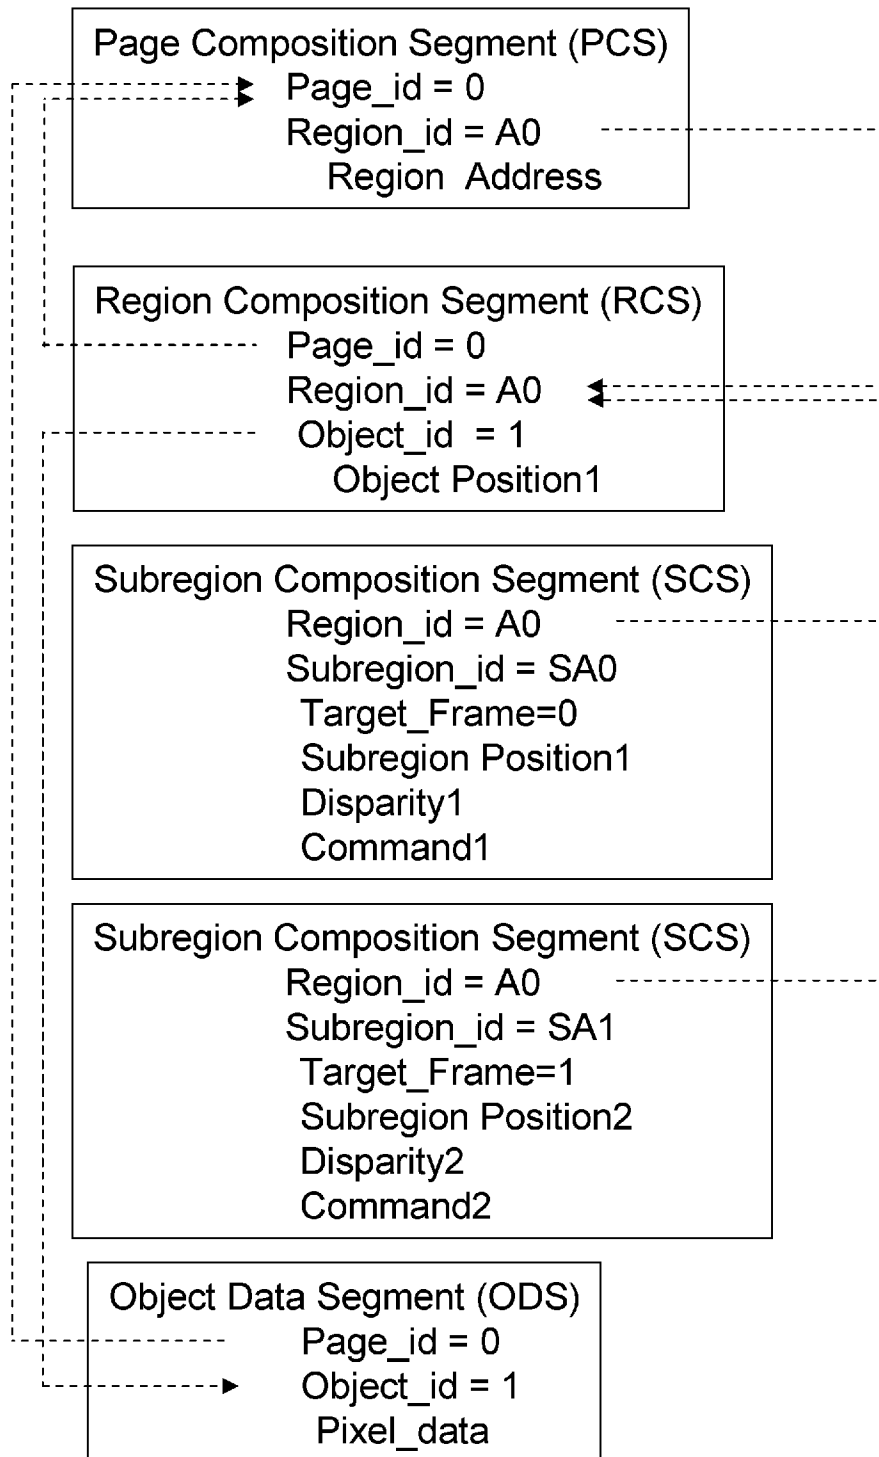 Page Composition Segment (PCS)
Page_id = 0
Region_id = A0
Region Address
Region Composition Segment (RCS)
Page_id = 0
Region_id = A0
Object_id = 1
Object Position1
Subregion Composition Segment (SCS)
Region_id = A0
Subregion_id = SA0
Target_Frame=0
Subregion Position1
Disparity1
Command1
Subregion Composition Segment (SCS)
Region_id = A0
Subregion_id = SA1
Target_Frame=1
Subregion Position2
Disparity2
Command2
Object Data Segment (ODS)
Page_id = 0
Object_id = 1
Pixel_data